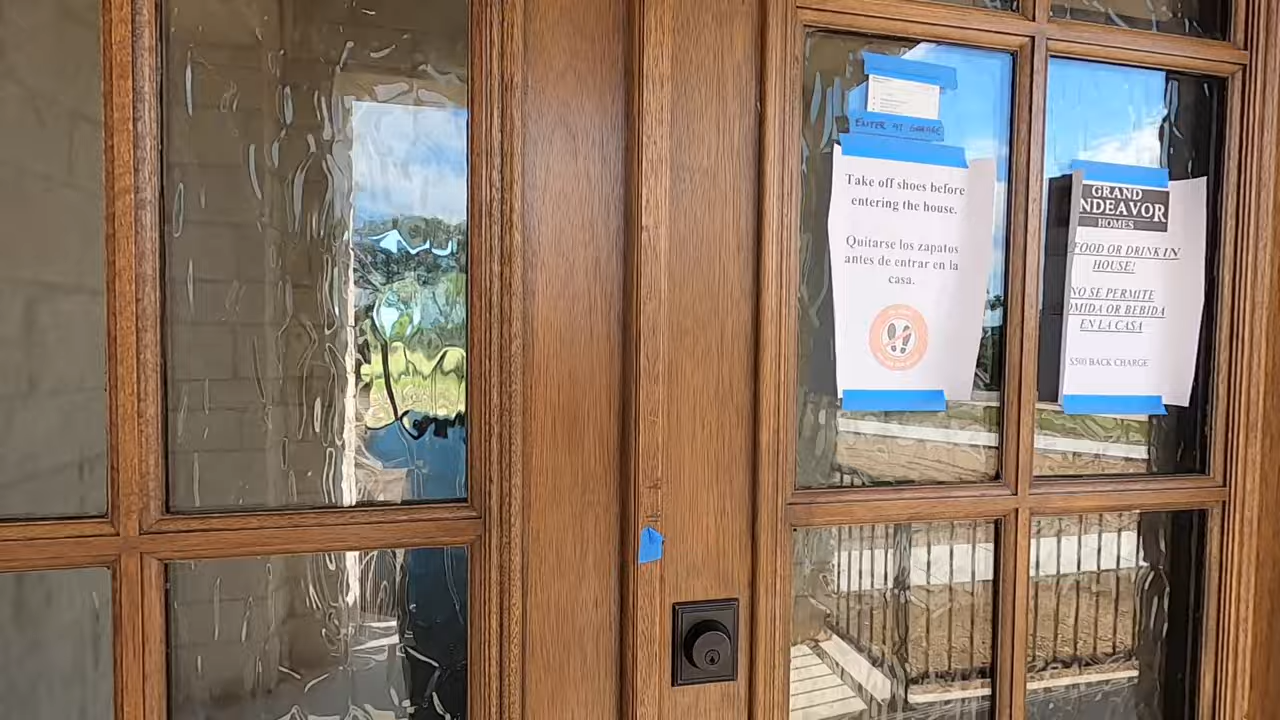 ENTER AT GARAGE
Take off shoes before
entering the house.
Quitarse los zapatos
antes de entrar en la
casa.
GRAND
NDEAVOR
HOMES
FOOD OR DRINK IN
HOUSE!
NO SE PERMITE
OMIDA OR BEBIDA
EN LA CASA
$500 BACK CHARGE